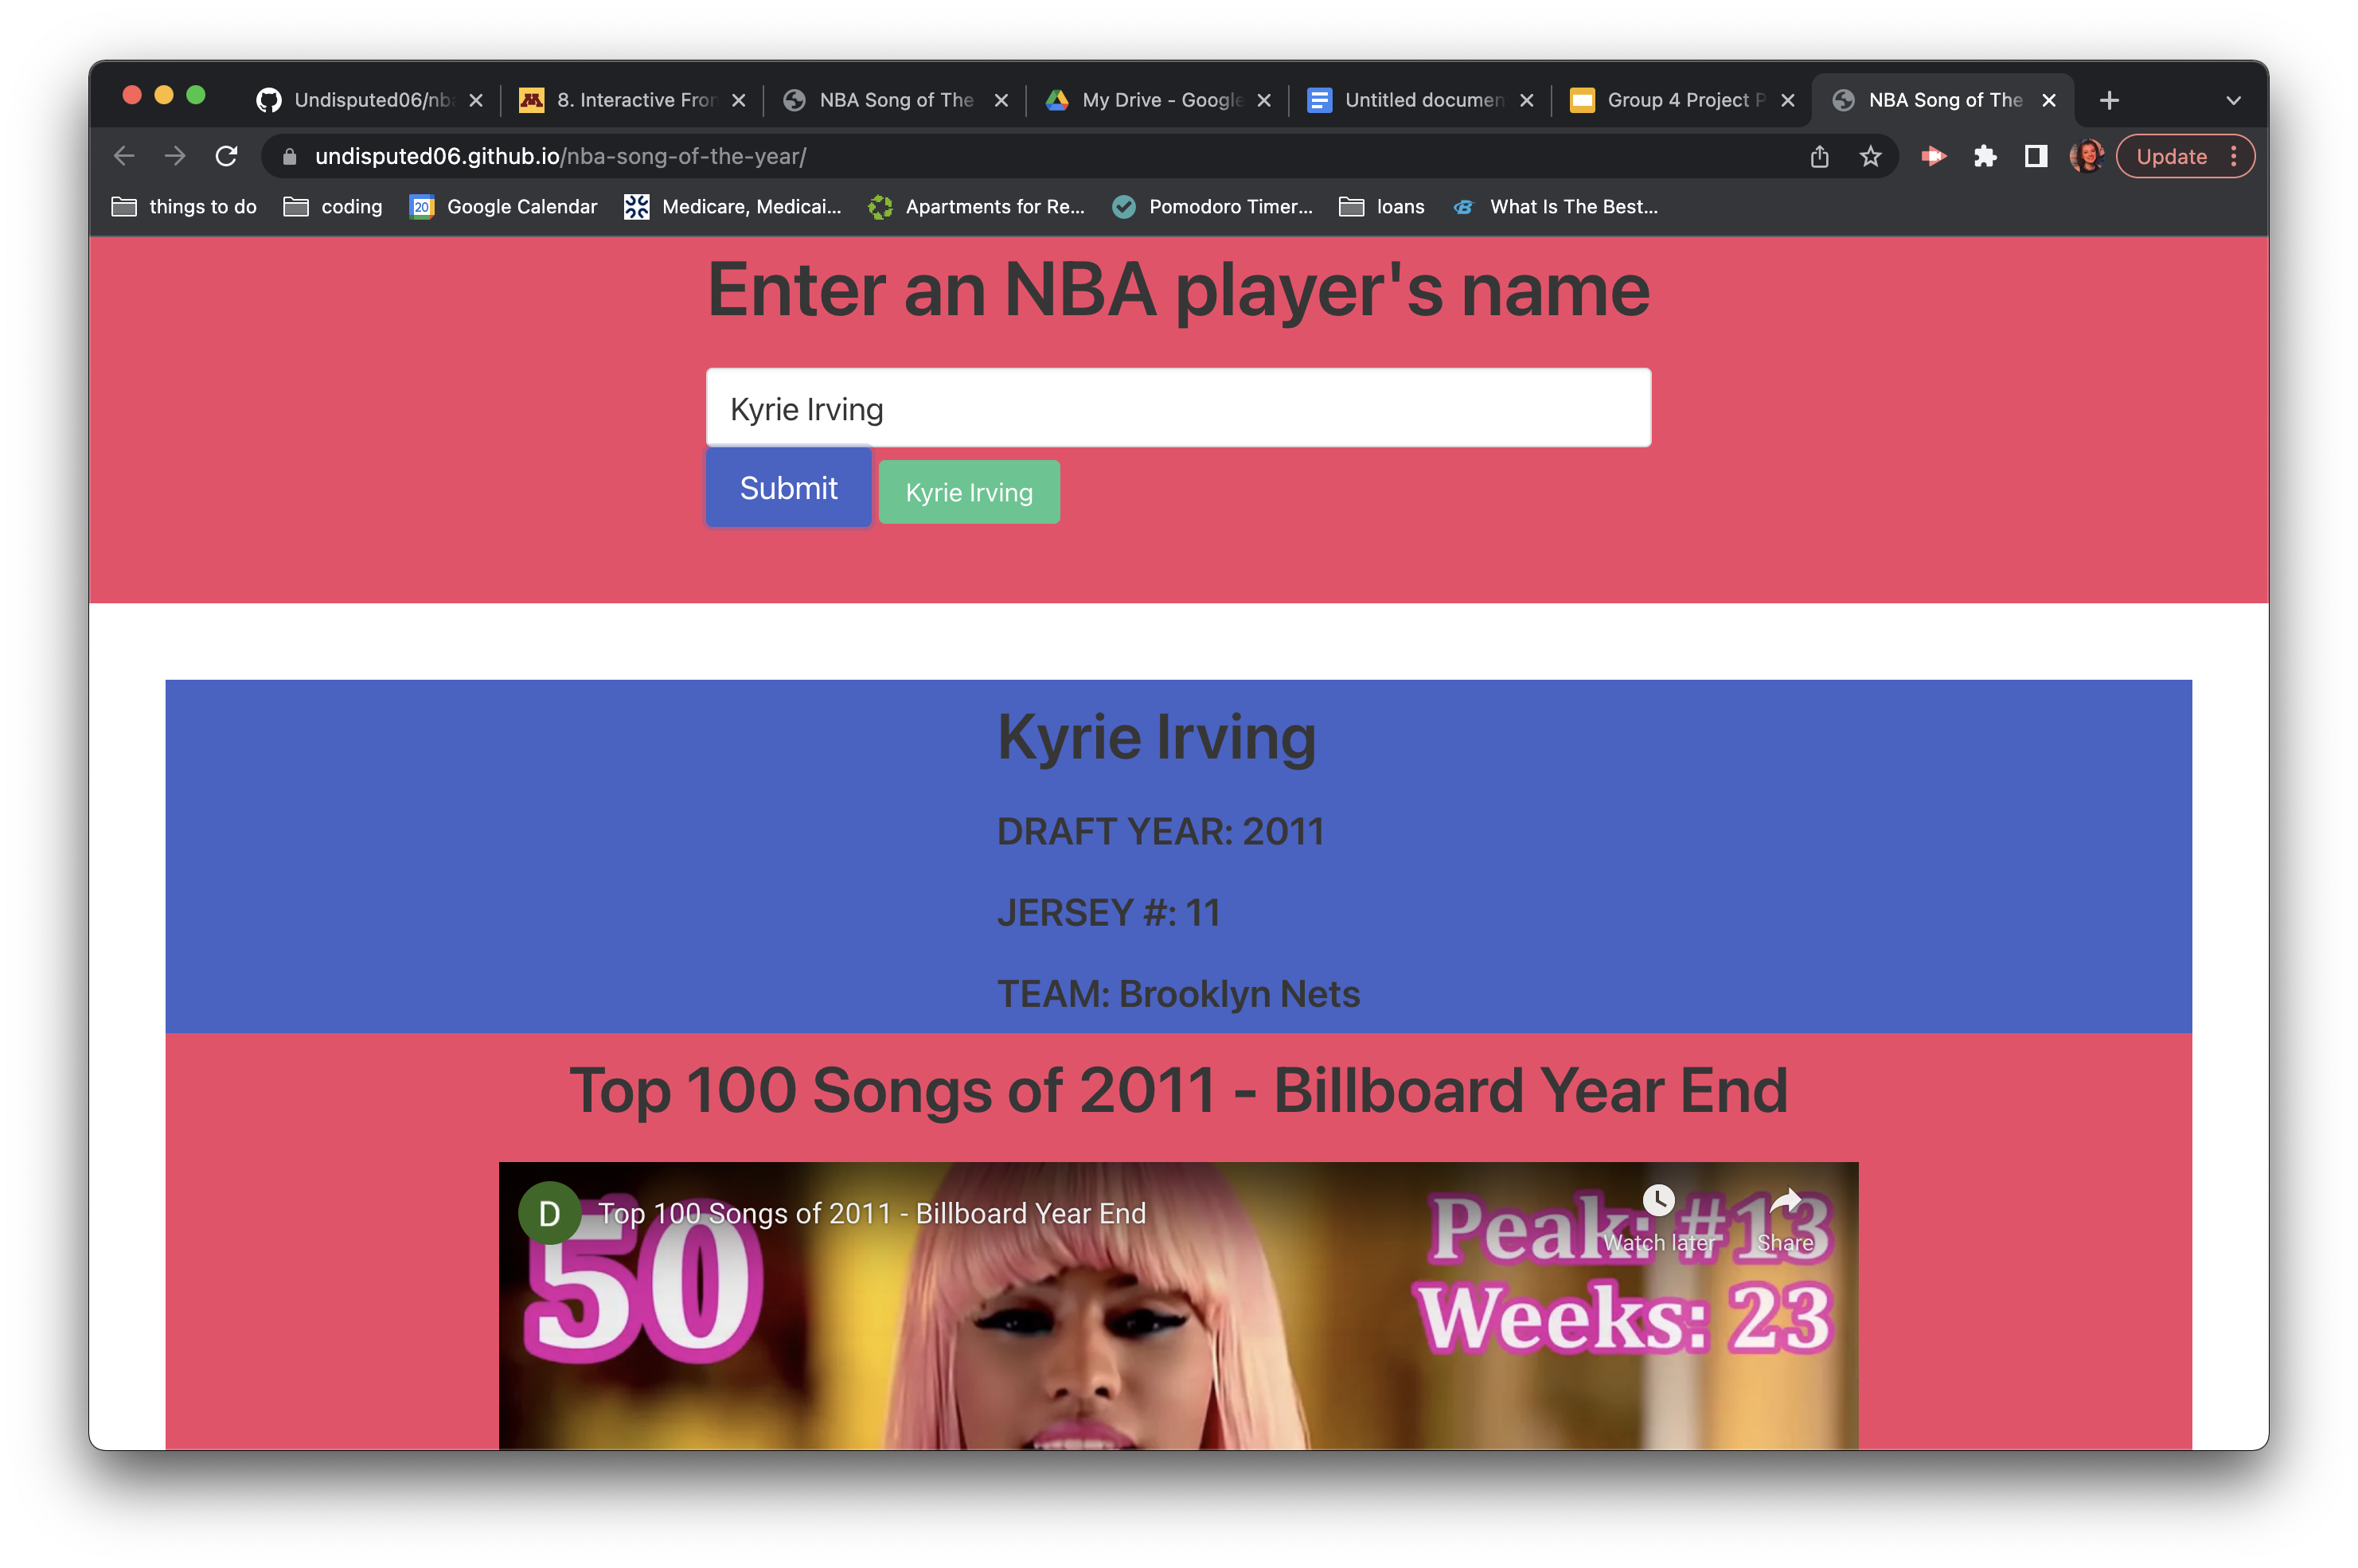 Undisputed06/nba
8. Interactive Fron
NBA Song of The
My Drive - Google
Untitled documen
Group 4 Project P
NBA Song of The
undisputed06.github.io/nba-song-of-the-year/
Update
things to do
coding
20
Google Calendar
Medicare, Medicai...
Apartments for Re...
Pomodoro Timer...
loans
What Is The Best...
Enter an NBA player's name
Kyrie Irving
Submit
Kyrie Irving
Kyrie Irving
DRAFT YEAR: 2011
JERSEY #: 11
TEAM: Brooklyn Nets
Top 100 Songs of 2011 - Billboard Year End
D
Top 100 Songs of 2011 - Billboard Year End
Watch later
Share
50
Peak: #13
Weeks: 23